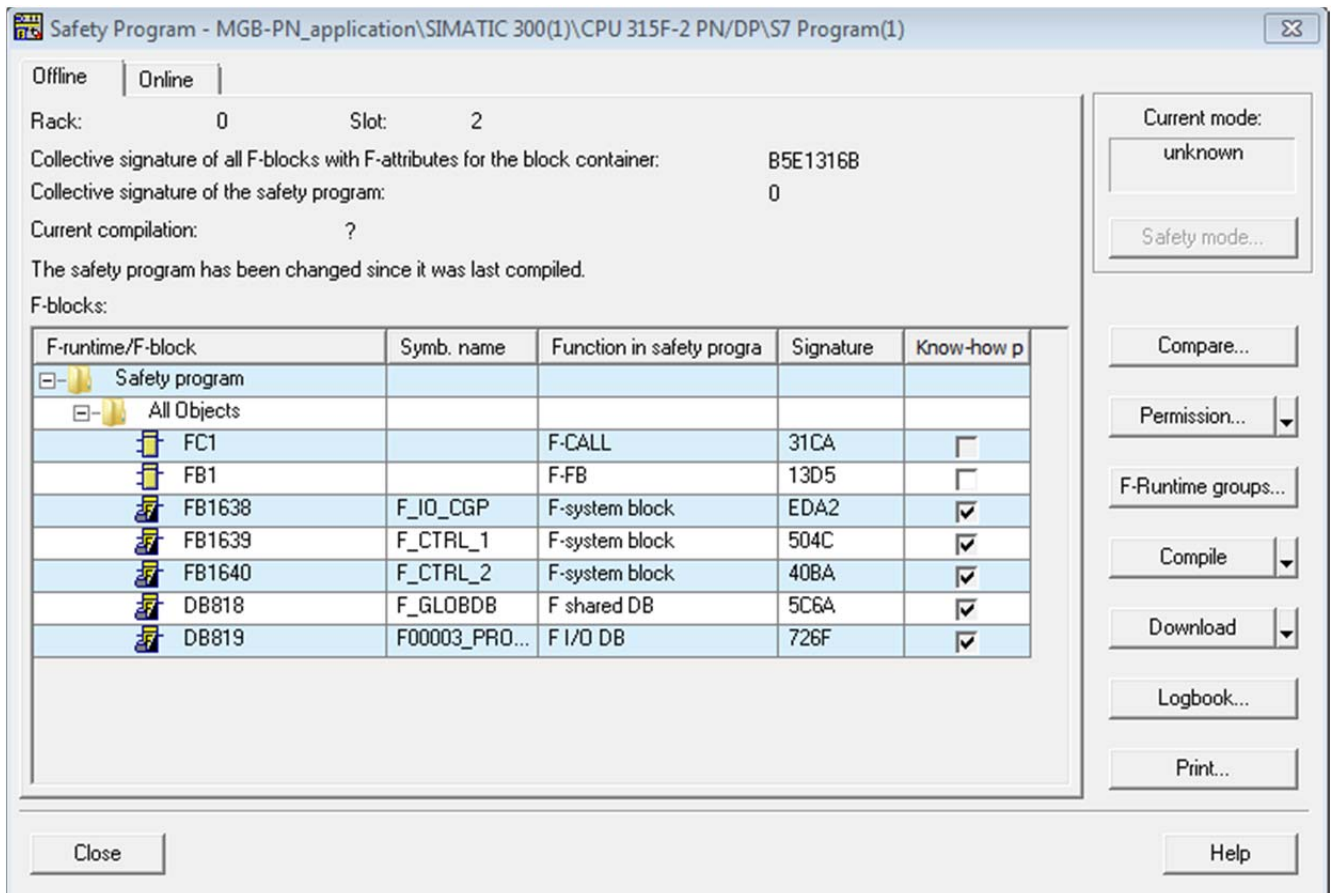 Safety Program - MGB-PN_application\SIMATIC 300(1)\CPU 315F-2 PN/DP\S7 Program(1)
Offline Online
Rack: 0 Slot: 2
Collective signature of all F-blocks with F-attributes for the block container: B5E1316B
Collective signature of the safety program: 0
Current compilation: ?
The safety program has been changed since it was last compiled.
F-blocks:
F-runtime/F-block Symb. name Function in safety progra Signature Know-how p
Safety program
All Objects
FC1 F-CALL 31CA
FB1 F-FB 13D5
FB1638 F_IO_CGP F-system block EDA2
FB1639 F_CTRL_1 F-system block 504C
FB1640 F_CTRL_2 F-system block 40BA
DB818 F_GLOBDB F shared DB 5C6A
DB819 F00003_PRO... F I/O DB 726F
Current mode:
unknown
Safety mode...
Compare...
Permission...
F-Runtime groups...
Compile
Download
Logbook...
Print...
Close Help